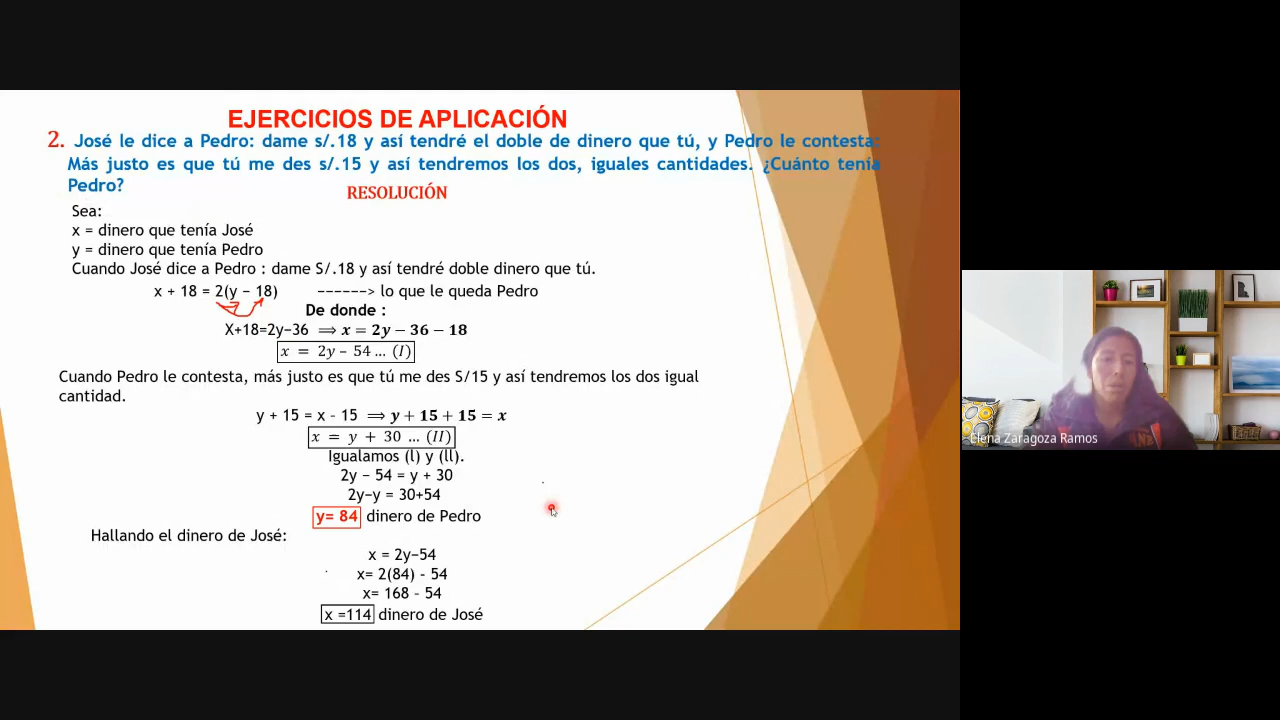 EJERCICIOS DE APLICACIÓN
2. José le dice a Pedro: dame s/.18 y así tendré el doble de dinero que tú, y Pedro le contesta:
Más justo es que tú me des s/.15 y así tendremos los dos, iguales cantidades. ¿Cuánto tenía
Pedro?
RESOLUCIÓN
Sea:
x = dinero que tenía José
y = dinero que tenía Pedro
Cuando José dice a Pedro : dame S/.18 y así tendré doble dinero que tú.
x + 18 = 2(y − 18) ------> lo que le queda Pedro
De donde :
X+18=2y−36 ⟹ x = 2y − 36 − 18
x = 2y – 54 … (I)
Cuando Pedro le contesta, más justo es que tú me des S/15 y así tendremos los dos igual
cantidad.
y + 15 = x - 15 ⟹ y + 15 + 15 = x
x = y + 30 … (II)
Igualamos (l) y (ll).
2y − 54 = y + 30
2y−y = 30+54
y= 84 dinero de Pedro
Hallando el dinero de José:
x = 2y−54
x= 2(84) - 54
x= 168 - 54
x =114 dinero de José
Elena Zaragoza Ramos